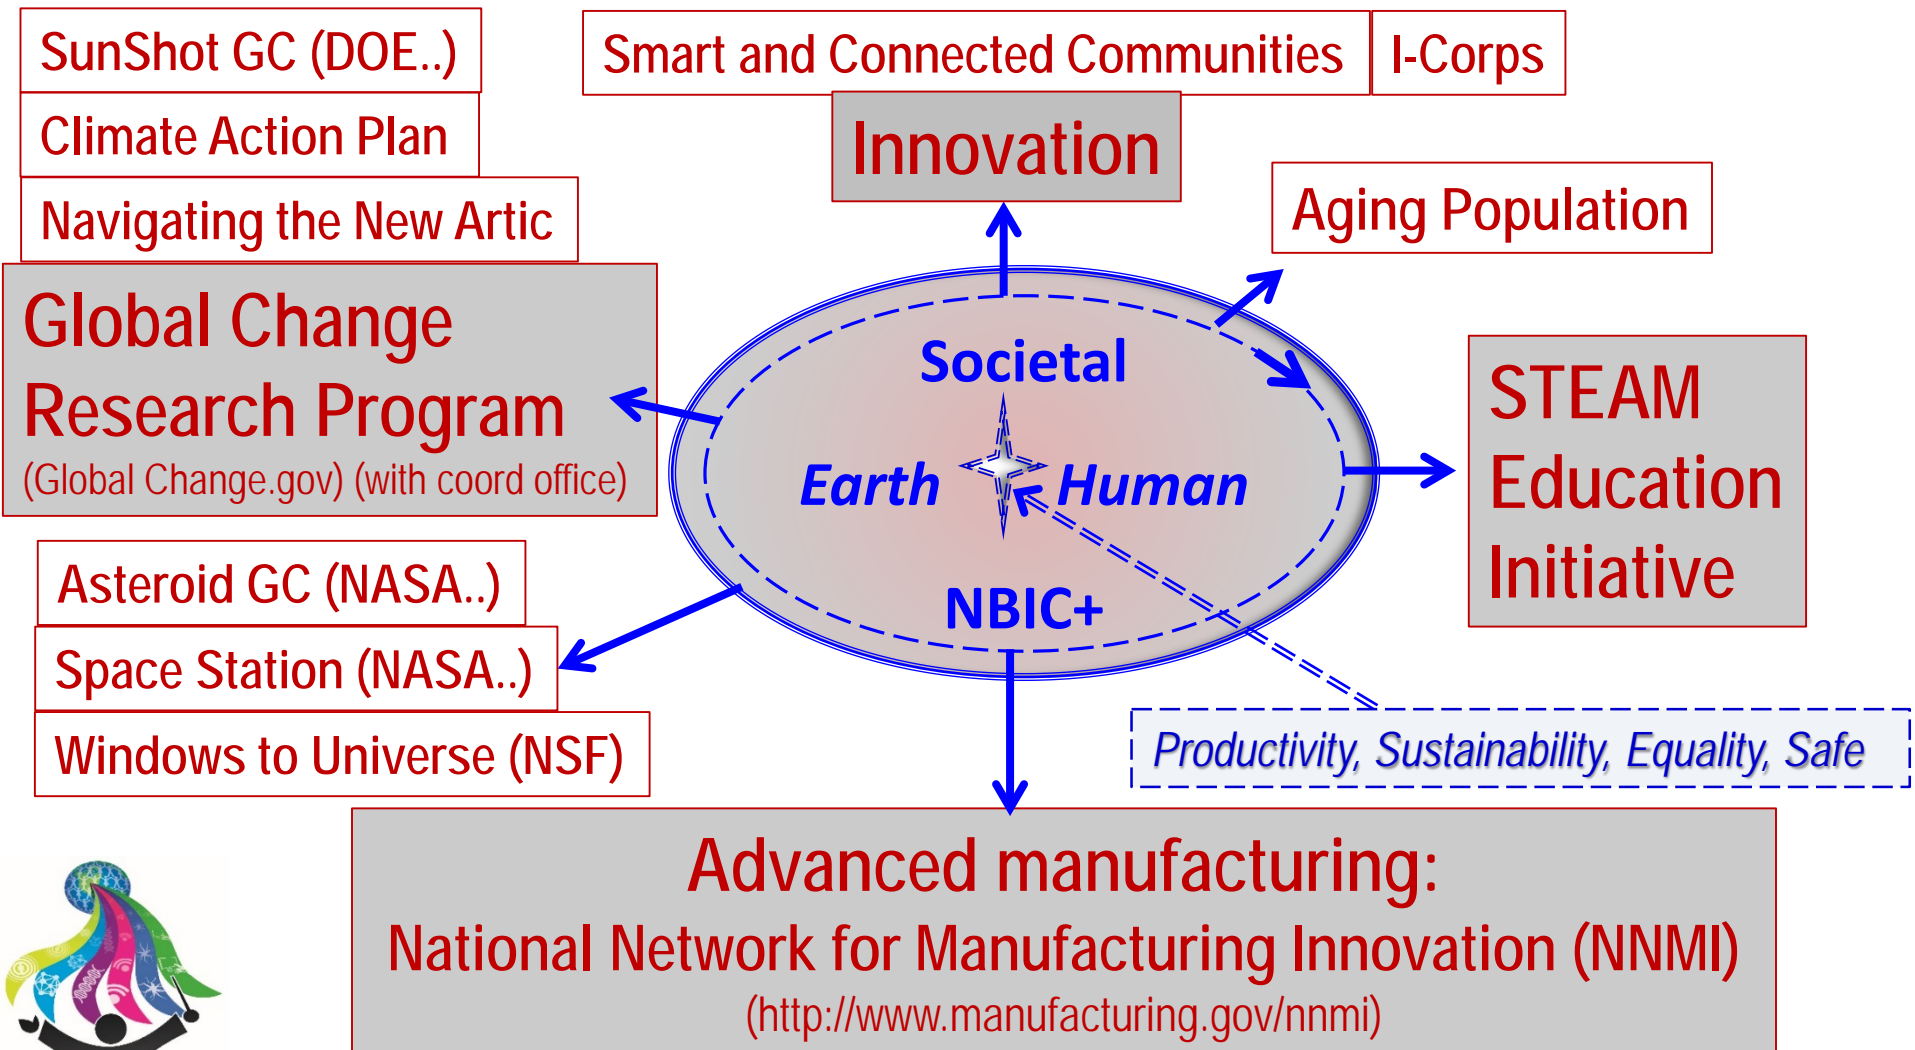 SunShot GC (DOE..)
Climate Action Plan
Navigating the New Artic
Global Change
Research Program
(Global Change.gov) (with coord office)
Smart and Connected Communities
I-Corps
Innovation
Aging Population
Societal
Earth
Human
NBIC+
STEAM
Education
Initiative
Asteroid GC (NASA..)
Space Station (NASA..)
Windows to Universe (NSF)
Productivity, Sustainability, Equality, Safe
Advanced manufacturing:
National Network for Manufacturing Innovation (NNMI)
(http://www.manufacturing.gov/nnmi)